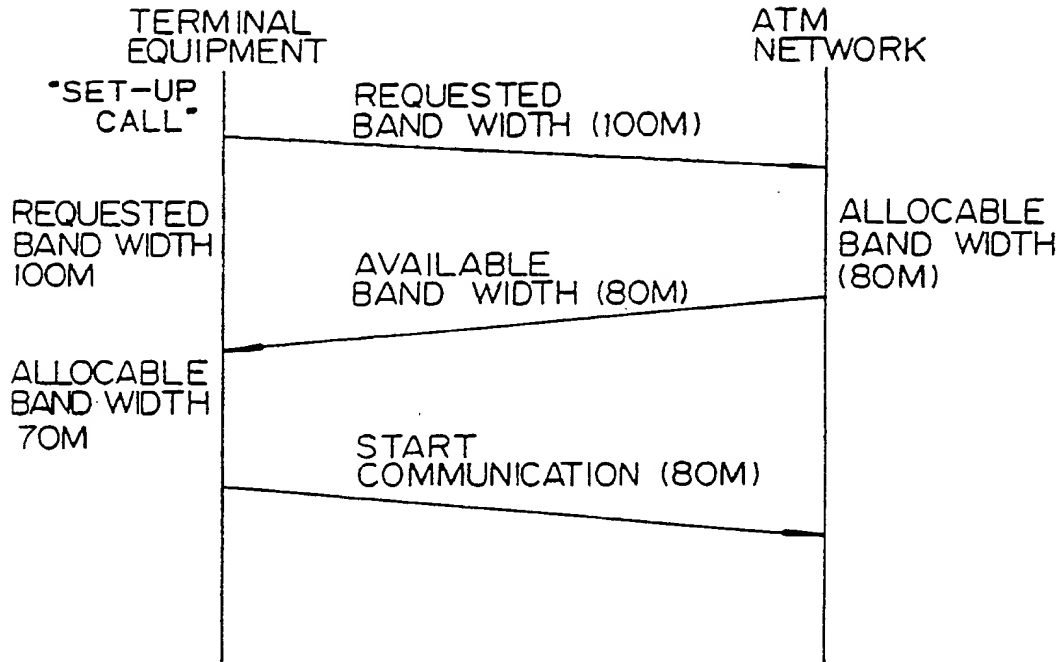 TERMINAL
EQUIPMENT
ATM
NETWORK
"SET-UP
CALL"
REQUESTED
BAND WIDTH (100M)
REQUESTED
BAND WIDTH
100M
ALLOCABLE
BAND WIDTH
(80M)
AVAILABLE
BAND WIDTH (80M)
ALLOCABLE
BAND WIDTH
70M
START
COMMUNICATION (80M)